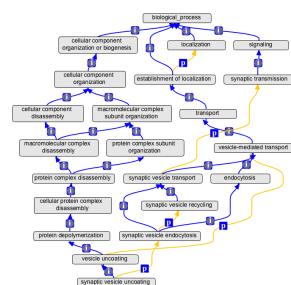 biological_process
cellular component
organization or biogenesis
localization
signaling
i
i
i
i
p
cellular component
organization
establishment of localization
synaptic transmission
i
i
i
cellular component
disassembly
macromolecular complex
subunit organization
transport
i
i
i
p
macromolecular complex
disassembly
protein complex subunit
organization
vesicle-mediated transport
i
i
i
i
protein complex disassembly
synaptic vesicle transport
endocytosis
i
i
p
cellular protein complex
disassembly
synaptic vesicle recycling
i
i
protein depolymerization
synaptic vesicle endocytosis
i
p
vesicle uncoating
i
p
synaptic vesicle uncoating